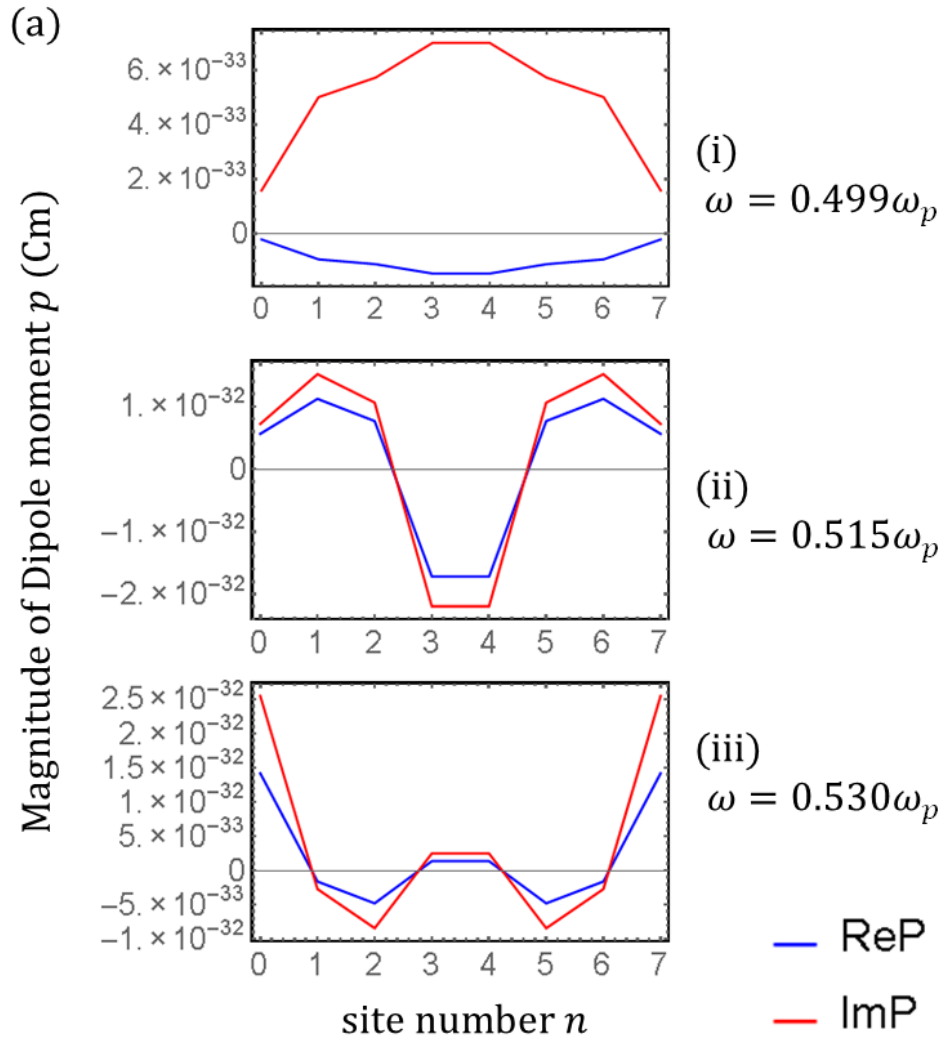 (a)
Magnitude of Dipole moment p (Cm)
6. × 10⁻³³
4. × 10⁻³³
2. × 10⁻³³
0
0 1 2 3 4 5 6 7
(i)
ω = 0.499ωₚ
1. × 10⁻³²
0
−1. × 10⁻³²
−2. × 10⁻³²
0 1 2 3 4 5 6 7
(ii)
ω = 0.515ωₚ
2.5 × 10⁻³²
2. × 10⁻³²
1.5 × 10⁻³²
1. × 10⁻³²
5. × 10⁻³³
0
−5. × 10⁻³³
−1. × 10⁻³²
0 1 2 3 4 5 6 7
(iii)
ω = 0.530ωₚ
site number n
ReP
ImP